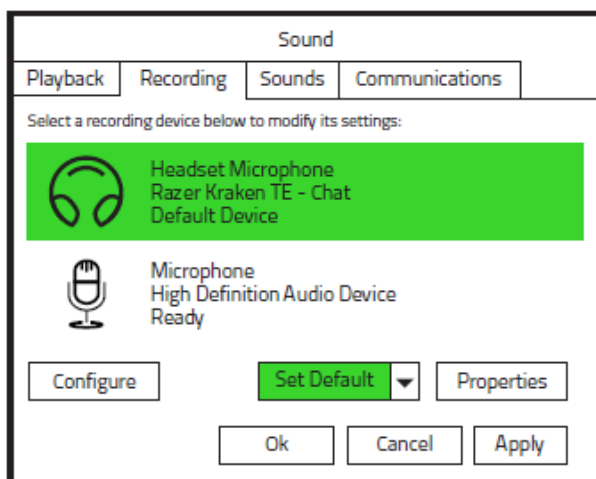 Sound
Playback Recording Sounds Communications
Select a recording device below to modify its settings:
Headset Microphone
Razer Kraken TE - Chat
Default Device
Microphone
High Definition Audio Device
Ready
Configure Set Default Properties
Ok Cancel Apply